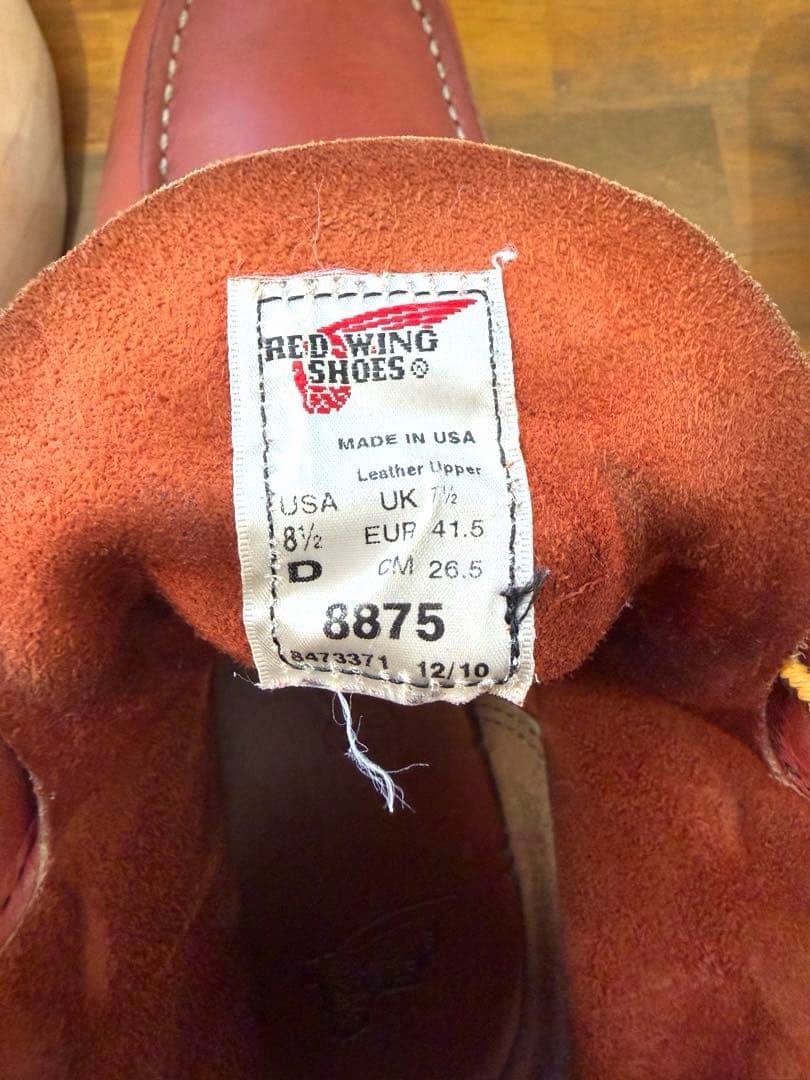 RED WING
SHOES®
MADE IN USA
Leather Upper
USA UK 7½
8½ EUR 41.5
D CM 26.5
8875
8473371 12/10